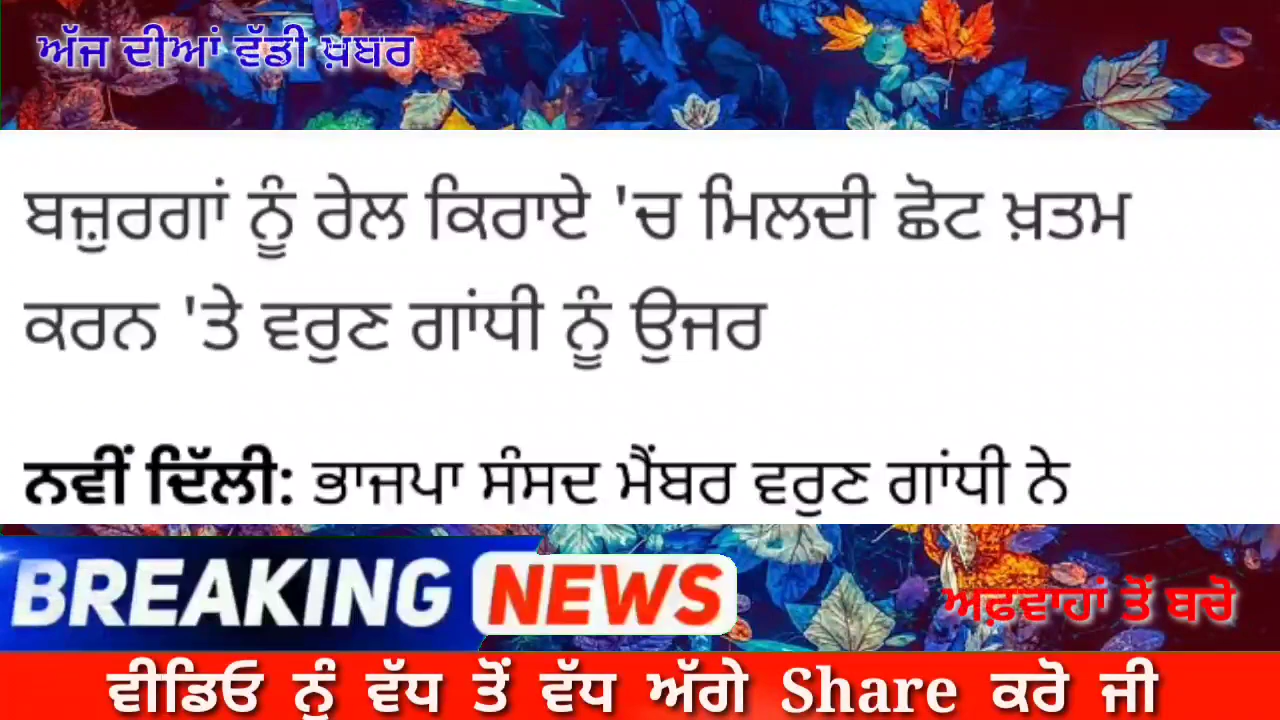 ਅੱਜ ਦੀਆਂ ਵੱਡੀ ਖ਼ਬਰ
ਬਜ਼ੁਰਗਾਂ ਨੂੰ ਰੇਲ ਕਿਰਾਏ 'ਚ ਮਿਲਦੀ ਛੋਟ ਖ਼ਤਮ
ਕਰਨ 'ਤੇ ਵਰੁਣ ਗਾਂਧੀ ਨੂੰ ਉਜਰ
ਨਵੀਂ ਦਿੱਲੀ: ਭਾਜਪਾ ਸੰਸਦ ਮੈਂਬਰ ਵਰੁਣ ਗਾਂਧੀ ਨੇ
BREAKING NEWS
ਅਫ਼ਵਾਹਾਂ ਤੋਂ ਬਚੋ
ਵੀਡਿਓ ਨੂੰ ਵੱਧ ਤੋਂ ਵੱਧ ਅੱਗੇ Share ਕਰੋ ਜੀ